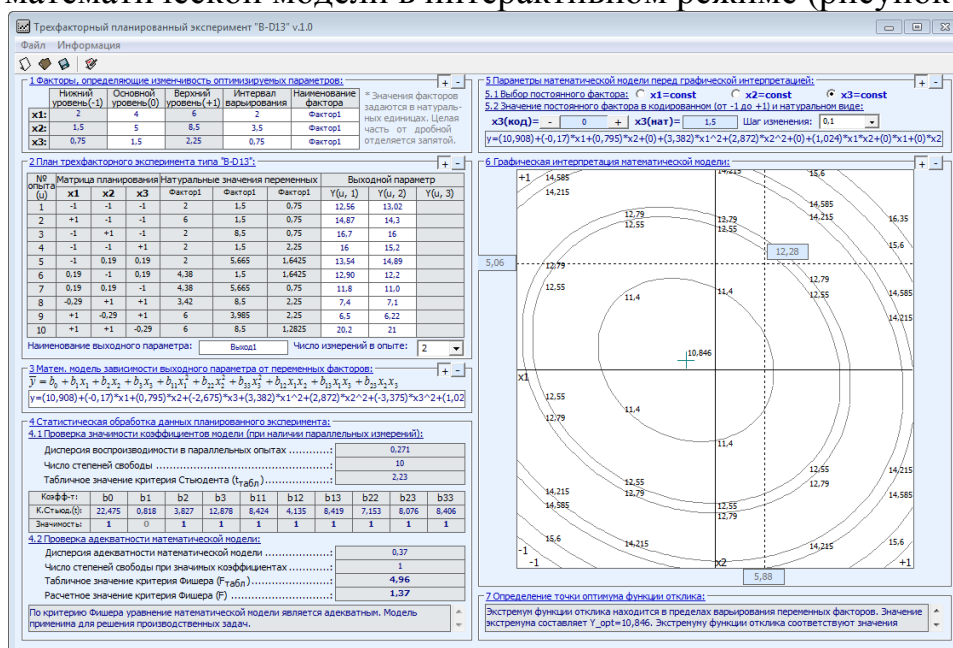 математической модели в интерактивном режиме (рисунок
Трехфакторный планированный эксперимент "B-D13" v.1.0
Файл Информация
1 Факторы, определяющие изменчивость оптимизируемых параметров: + -
Нижний уровень(-1) Основной уровень(0) Верхний уровень(+1) Интервал варьирования Наименование фактора
x1: 2 4 6 2 Фактор1
x2: 1,5 5 8,5 3,5 Фактор1
x3: 0,75 1,5 2,25 0,75 Фактор1
* Значения факторов
задаются в натураль-
ных единицах. Целая
часть от дробной
отделяется запятой.
2 План трехфакторного эксперимента типа "B-D13": + -
№ опыта (u) Матрица планирования Натуральные значения переменных Выходной параметр
x1 x2 x3 Фактор1 Фактор1 Фактор1 Y(u, 1) Y(u, 2) Y(u, 3)
1 -1 -1 -1 2 1,5 0,75 12,56 13,02
2 +1 -1 -1 6 1,5 0,75 14,87 14,3
3 -1 +1 -1 2 8,5 0,75 16,7 16
4 -1 -1 +1 2 1,5 2,25 16 15,2
5 -1 0,19 0,19 2 5,665 1,6425 13,54 14,89
6 0,19 -1 0,19 4,38 1,5 1,6425 12,90 12,2
7 0,19 0,19 -1 4,38 5,665 0,75 11,8 11,0
8 -0,29 +1 +1 3,42 8,5 2,25 7,4 7,1
9 +1 -0,29 +1 6 3,985 2,25 6,5 6,22
10 +1 +1 -0,29 6 8,5 1,2825 20,2 21
Наименование выходного параметра: Выход1 Число измерений в опыте: 2
3 Матем. модель зависимости выходного параметра от переменных факторов: + -
y̅ = b₀ + b₁x₁ + b₂x₂ + b₃x₃ + b₁₁x₁² + b₂₂x₂² + b₃₃x₃² + b₁₂x₁x₂ + b₁₃x₁x₃ + b₂₃x₂x₃
y=(10,908)+(-0,17)*x1+(0,795)*x2+(-2,675)*x3+(3,382)*x1^2+(2,872)*x2^2+(-3,375)*x3^2+(1,02
4 Статистическая обработка данных планированного эксперимента:
4.1 Проверка значимости коэффициентов модели (при наличии параллельных измерений):
Дисперсия воспроизводимости в параллельных опытах ...........: 0,271
Число степеней свободы ...........: 10
Табличное значение критерия Стьюдента (tтабл)...........: 2,23
Коэфф-т: b0 b1 b2 b3 b11 b12 b13 b22 b23 b33
К.Стьюд.(t): 22,475 0,818 3,827 12,878 8,424 4,135 8,419 7,153 8,076 8,406
Значимость: 1 0 1 1 1 1 1 1 1 1
4.2 Проверка адекватности математической модели:
Дисперсия адекватности математической модели ...........: 0,37
Число степеней свободы при значимых коэффициентах ...........: 1
Табличное значение критерия Фишера (Fтабл)...........: 4,96
Расчетное значение критерия Фишера (F)...........: 1,37
По критерию Фишера уравнение математической модели является адекватным. Модель
применима для решения производственных задач.
5 Параметры математической модели перед графической интерпретацией: + -
5.1 Выбор постоянного фактора: x1=const x2=const x3=const
5.2 Значение постоянного фактора в кодированном (от -1 до +1) и натуральном виде:
x3(код)= - 0 + x3(нат)= 1,5 Шаг изменения: 0,1
y=(10,908)+(-0,17)*x1+(0,795)*x2+(0)+(3,382)*x1^2+(2,872)*x2^2+(0)+(1,024)*x1*x2+(0)*x1+(0)*x2
6 Графическая интерпретация математической модели: + -
+1 14,585 14,215 15,6
14,215
14,585
12,79 12,79 14,215 16,35
12,55 12,55
12,28 15,6
5,06 12,79
12,79
12,55 12,55 14,585
11,4 11,4 14,215
10,846
x1
12,55
11,4
12,79
11,4
12,55 14,215
14,215 12,79
14,585 12,55 14,585
12,79
15,6 14,215 15,6
-1
-1 x2 +1
5,88
7 Определение точки оптимума функции отклика:
Экстремум функции отклика находится в пределах варьирования переменных факторов. Значение
экстремума составляет Y_opt=10,846. Экстремуму функции отклика соответствуют значения